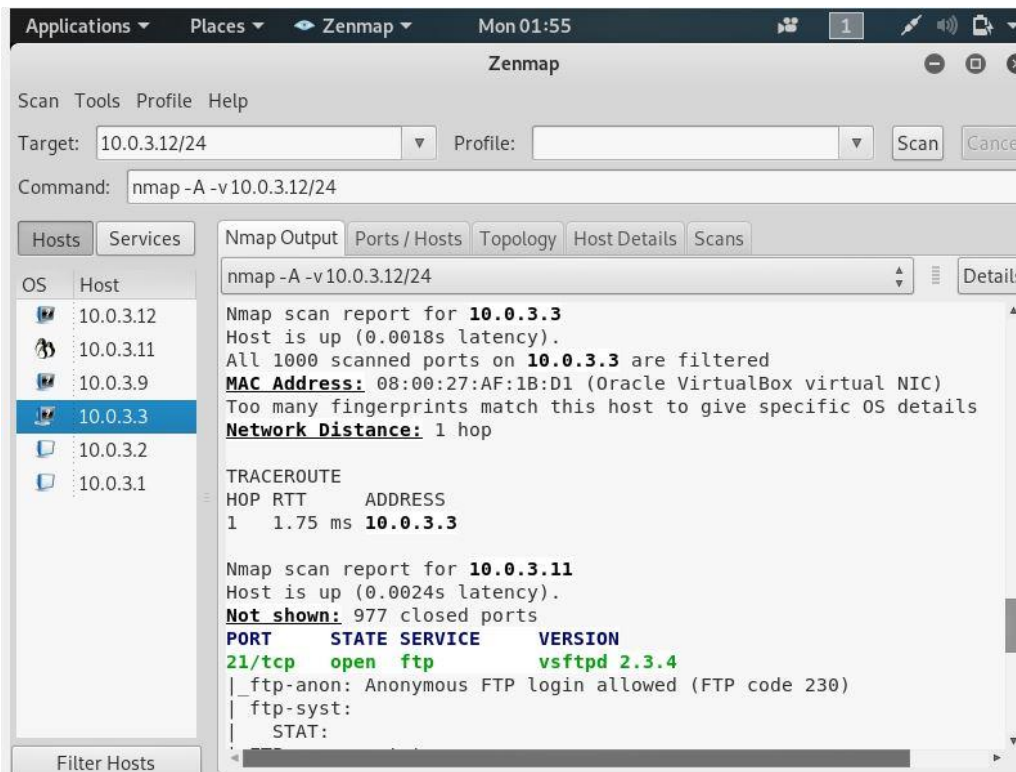 Applications Places Zenmap Mon 01:55 1
Zenmap
Scan Tools Profile Help
Target: 10.0.3.12/24 Profile: Scan Cance
Command: nmap -A -v 10.0.3.12/24
Hosts Services Nmap Output Ports / Hosts Topology Host Details Scans
nmap -A -v 10.0.3.12/24 Details
OS Host
10.0.3.12
10.0.3.11
10.0.3.9
10.0.3.3
10.0.3.2
10.0.3.1
Filter Hosts
Nmap scan report for 10.0.3.3
Host is up (0.0018s latency).
All 1000 scanned ports on 10.0.3.3 are filtered
MAC Address: 08:00:27:AF:1B:D1 (Oracle VirtualBox virtual NIC)
Too many fingerprints match this host to give specific OS details
Network Distance: 1 hop
TRACEROUTE
HOP RTT ADDRESS
1 1.75 ms 10.0.3.3
Nmap scan report for 10.0.3.11
Host is up (0.0024s latency).
Not shown: 977 closed ports
PORT STATE SERVICE VERSION
21/tcp open ftp vsftpd 2.3.4
|_ftp-anon: Anonymous FTP login allowed (FTP code 230)
| ftp-syst:
| STAT: